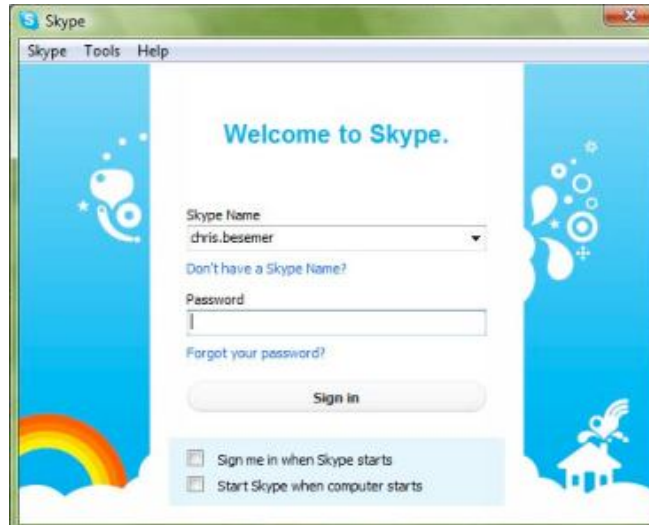 Skype
Skype Tools Help
Welcome to Skype.
Skype Name
chris.besemer
Don't have a Skype Name?
Password
Forgot your password?
Sign in
Sign me in when Skype starts
Start Skype when computer starts